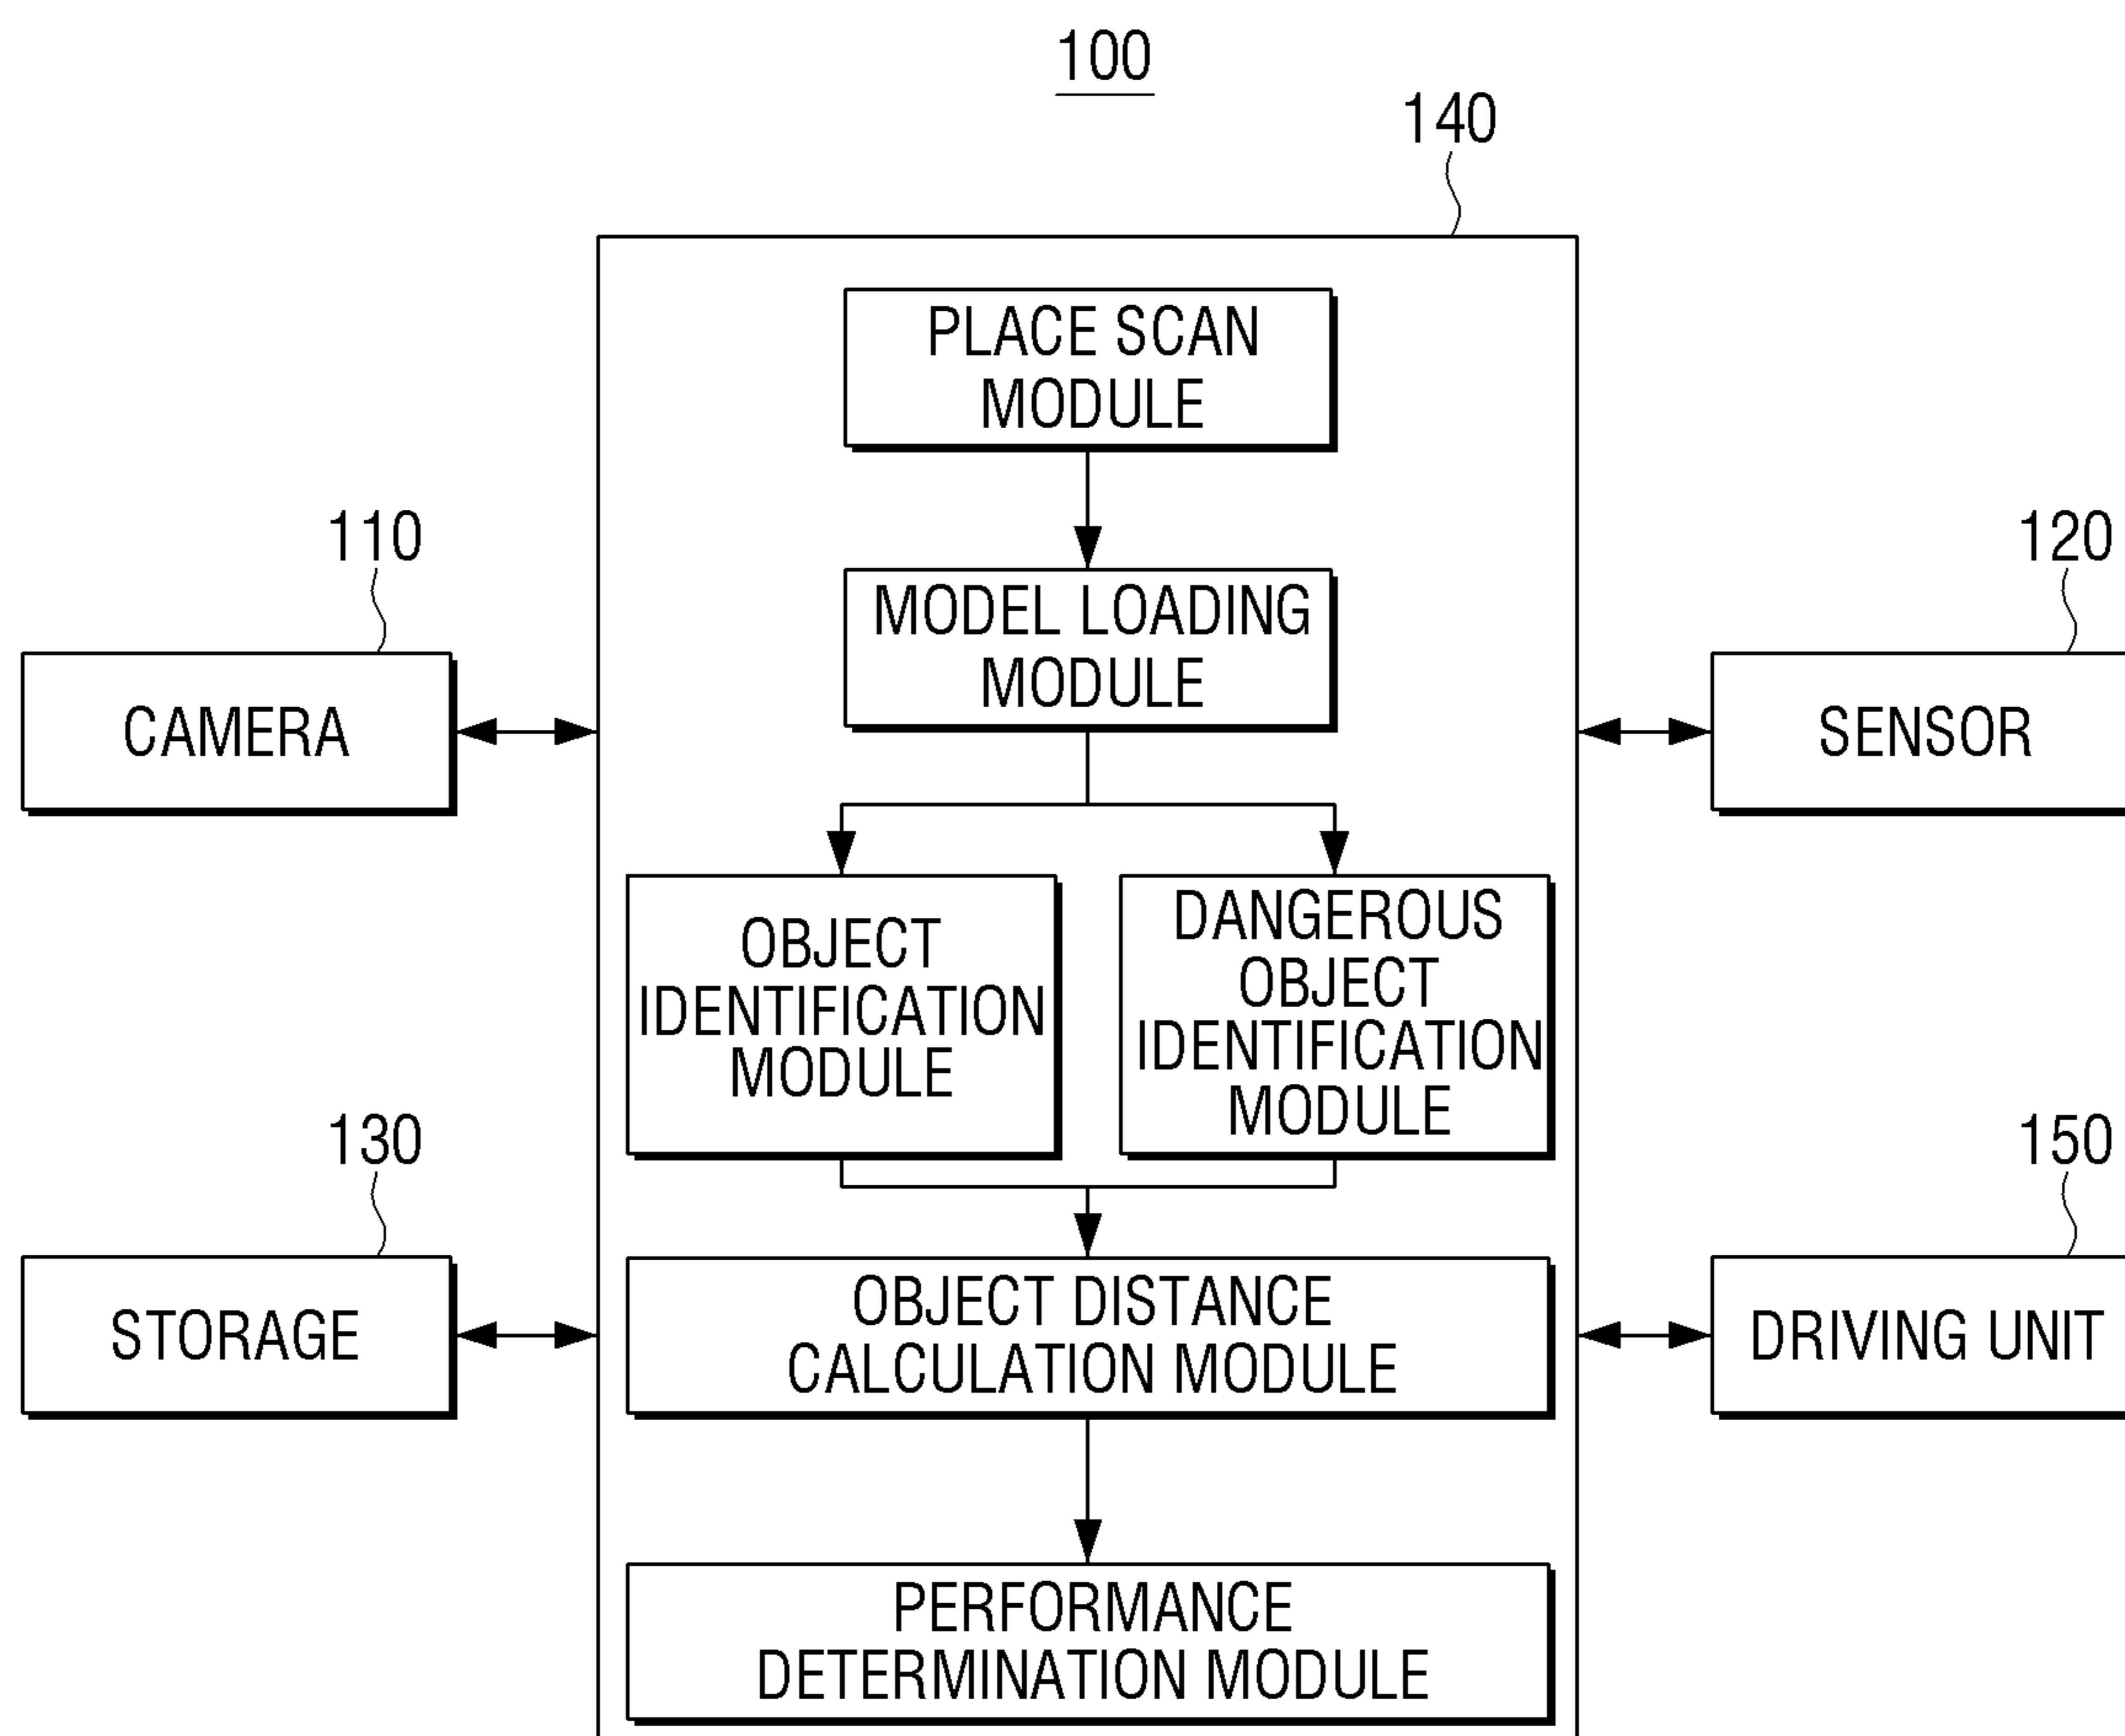 100
140
PLACE SCAN
MODULE
110
120
MODEL LOADING
MODULE
CAMERA
SENSOR
OBJECT
IDENTIFICATION
MODULE
DANGEROUS
OBJECT
IDENTIFICATION
MODULE
130
150
STORAGE
OBJECT DISTANCE
CALCULATION MODULE
DRIVING UNIT
PERFORMANCE
DETERMINATION MODULE